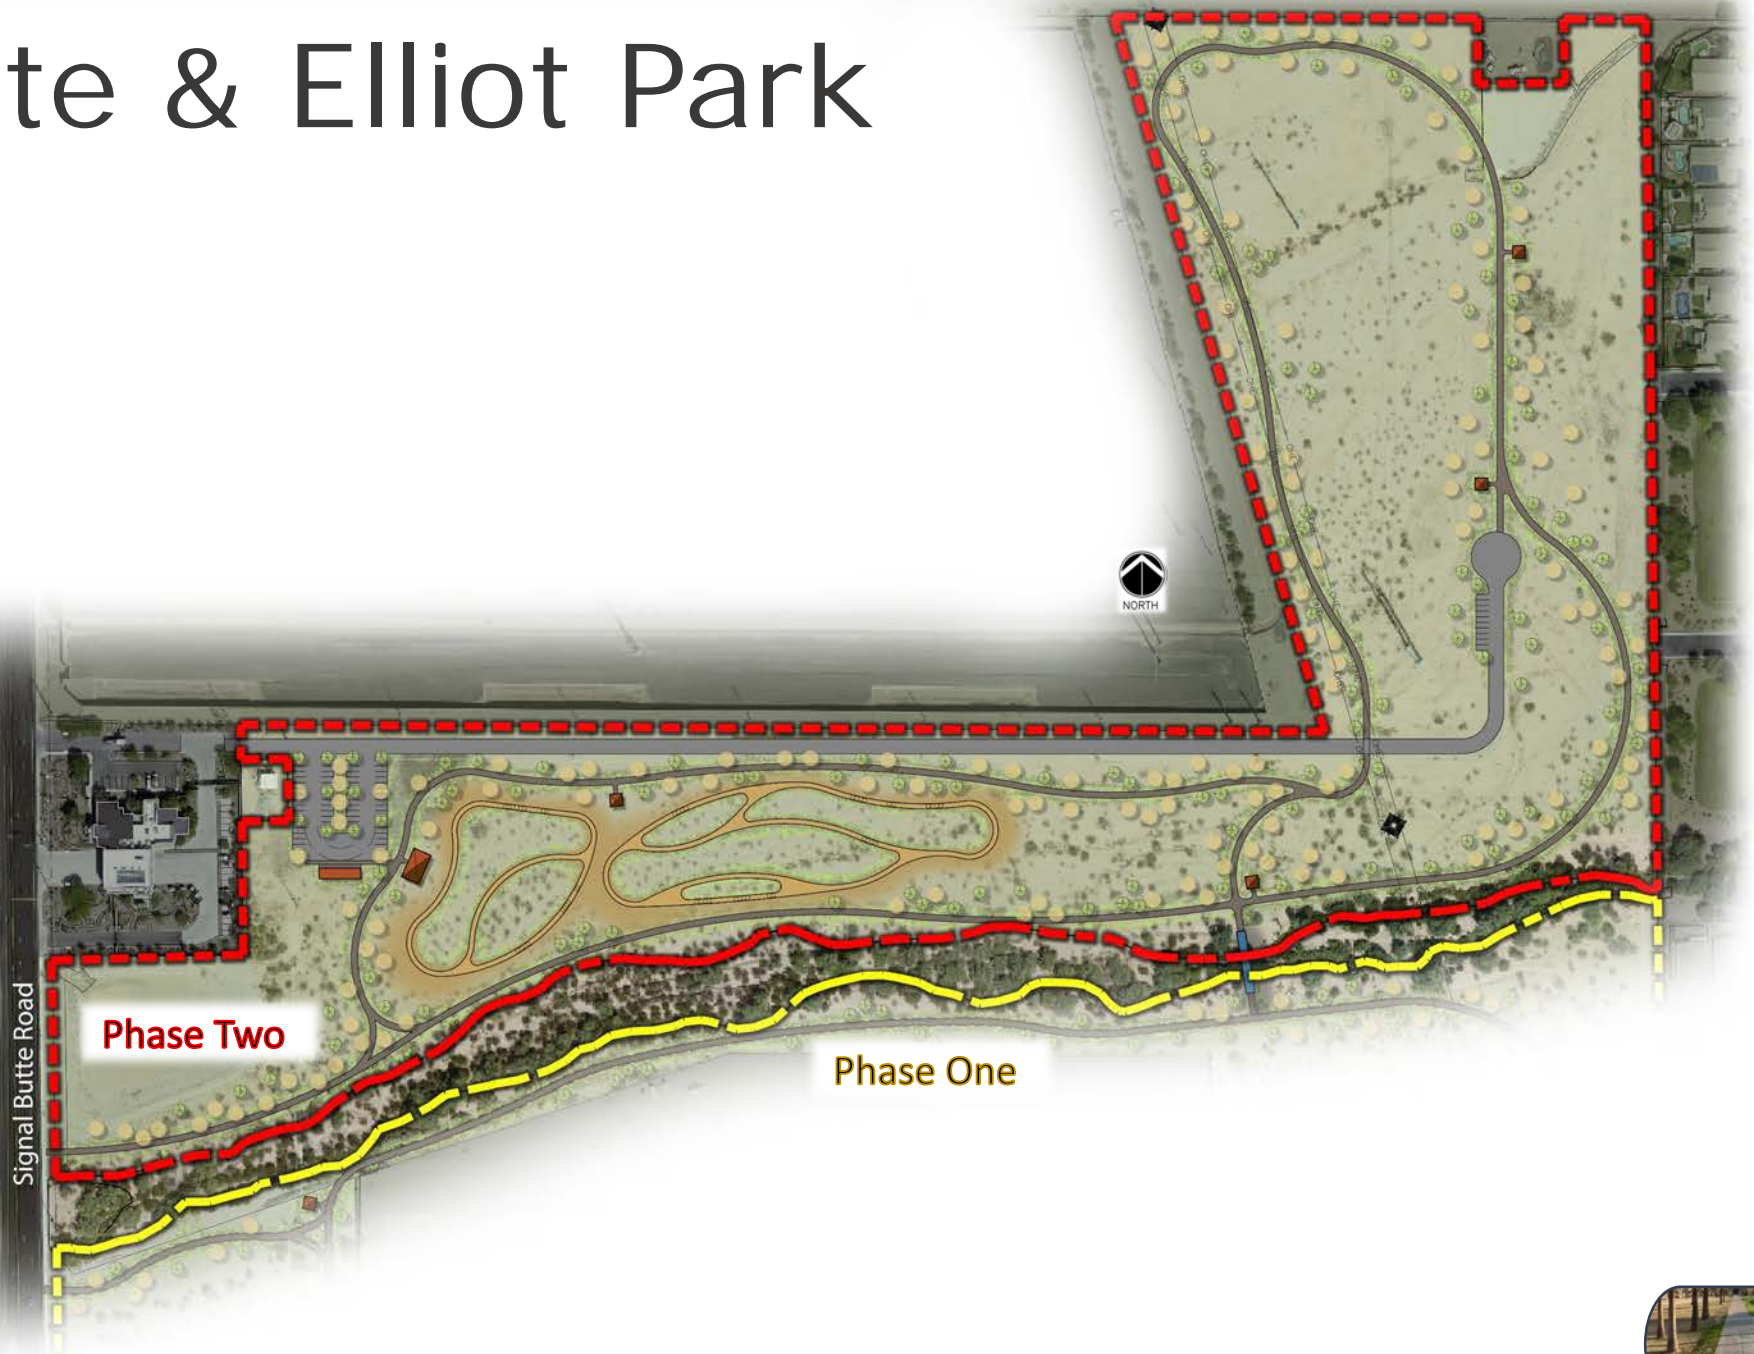 te & Elliot Park
NORTH
Phase Two
Phase One
Signal Butte Road